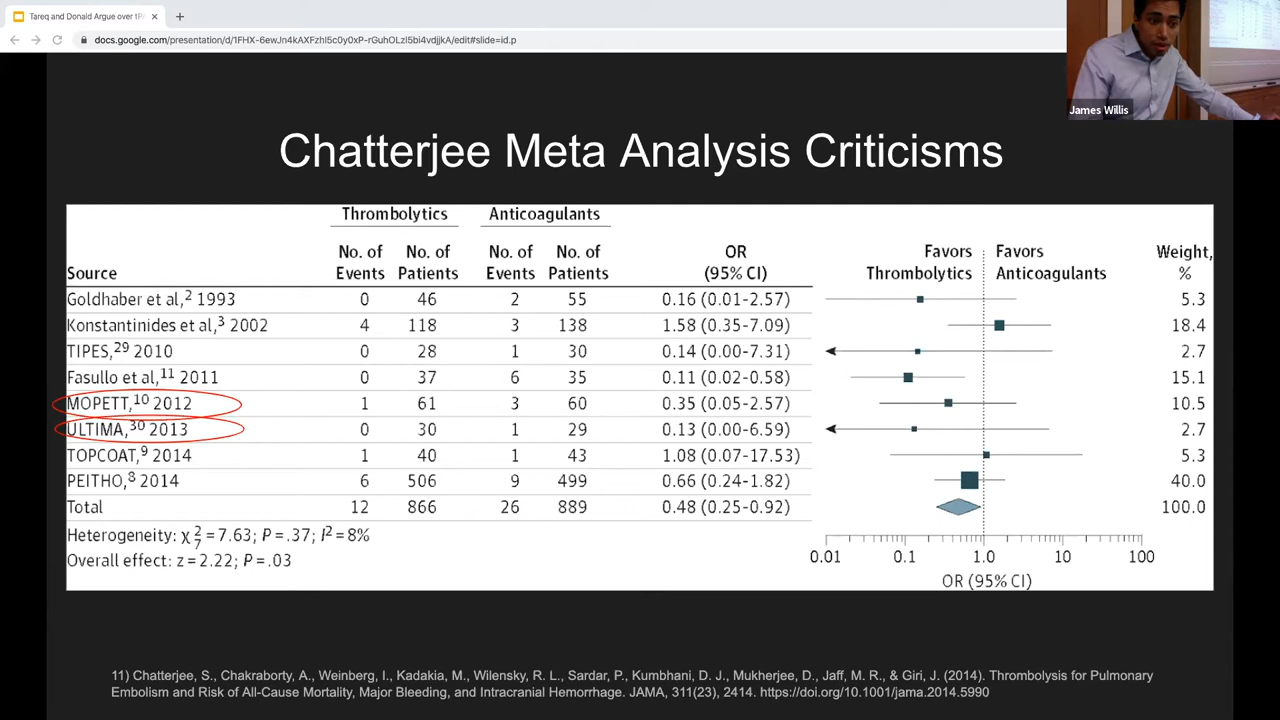 Tareq and Donald Argue over tP
docs.google.com/presentation/d/1FHX-6ewJn4kAXFzhI5c0y0xP-rGuhOLzI5bi4vdjjkA/edit#slide=id.p
James Willis
Chatterjee Meta Analysis Criticisms
Thrombolytics Anticoagulants
No. of No. of No. of No. of OR Favors Favors Weight,
Source Events Patients Events Patients (95% CI) Thrombolytics Anticoagulants %
Goldhaber et al,2 1993 0 46 2 55 0.16 (0.01-2.57) 5.3
Konstantinides et al,3 2002 4 118 3 138 1.58 (0.35-7.09) 18.4
TIPES,29 2010 0 28 1 30 0.14 (0.00-7.31) 2.7
Fasullo et al,11 2011 0 37 6 35 0.11 (0.02-0.58) 15.1
MOPETT,10 2012 1 61 3 60 0.35 (0.05-2.57) 10.5
ULTIMA,30 2013 0 30 1 29 0.13 (0.00-6.59) 2.7
TOPCOAT,9 2014 1 40 1 43 1.08 (0.07-17.53) 5.3
PEITHO,8 2014 6 506 9 499 0.66 (0.24-1.82) 40.0
Total 12 866 26 889 0.48 (0.25-0.92) 100.0
Heterogeneity: χ²₇ = 7.63; P = .37; I² = 8%
Overall effect: z = 2.22; P = .03
0.01 0.1 1.0 10 100
OR (95% CI)
11) Chatterjee, S., Chakraborty, A., Weinberg, I., Kadakia, M., Wilensky, R. L., Sardar, P., Kumbhani, D. J., Mukherjee, D., Jaff, M. R., & Giri, J. (2014). Thrombolysis for Pulmonary
Embolism and Risk of All-Cause Mortality, Major Bleeding, and Intracranial Hemorrhage. JAMA, 311(23), 2414. https://doi.org/10.1001/jama.2014.5990